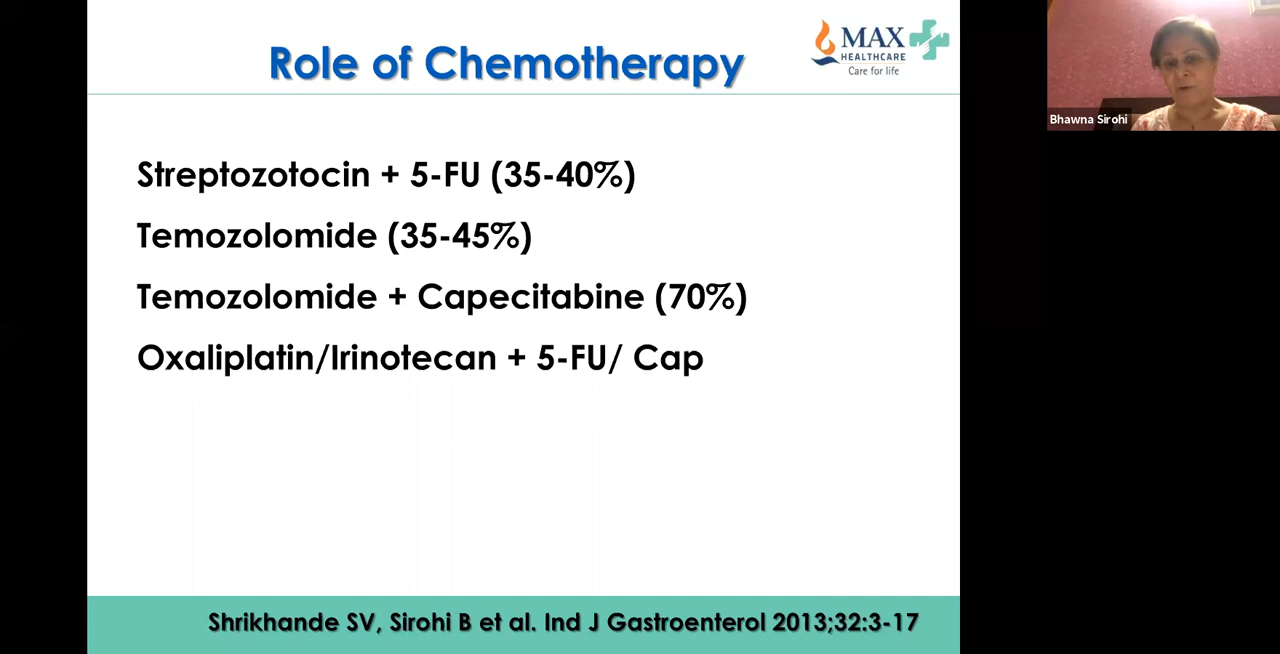 Role of Chemotherapy
MAX
HEALTHCARE
Care for life
Bhawna Sirohi
Streptozotocin + 5-FU (35-40%)
Temozolomide (35-45%)
Temozolomide + Capecitabine (70%)
Oxaliplatin/Irinotecan + 5-FU/ Cap
Shrikhande SV, Sirohi B et al. Ind J Gastroenterol 2013;32:3-17